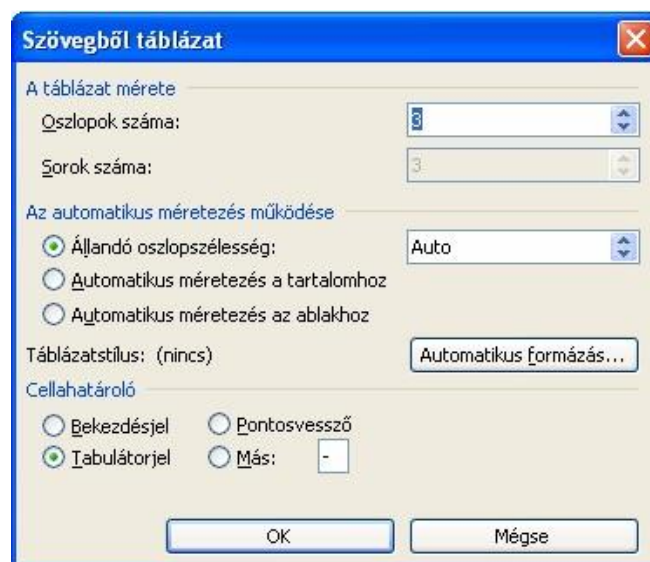 Szövegből táblázat
A táblázat mérete
Oszlopok száma: 3
Sorok száma: 3
Az automatikus méretezés működése
Állandó oszlopszélesség: Auto
Automatikus méretezés a tartalomhoz
Automatikus méretezés az ablakhoz
Táblázatstílus: (nincs) Automatikus formázás...
Cellahatároló
Bekezdésjel Pontosvessző
Tabulátorjel Más: -
OK Mégse